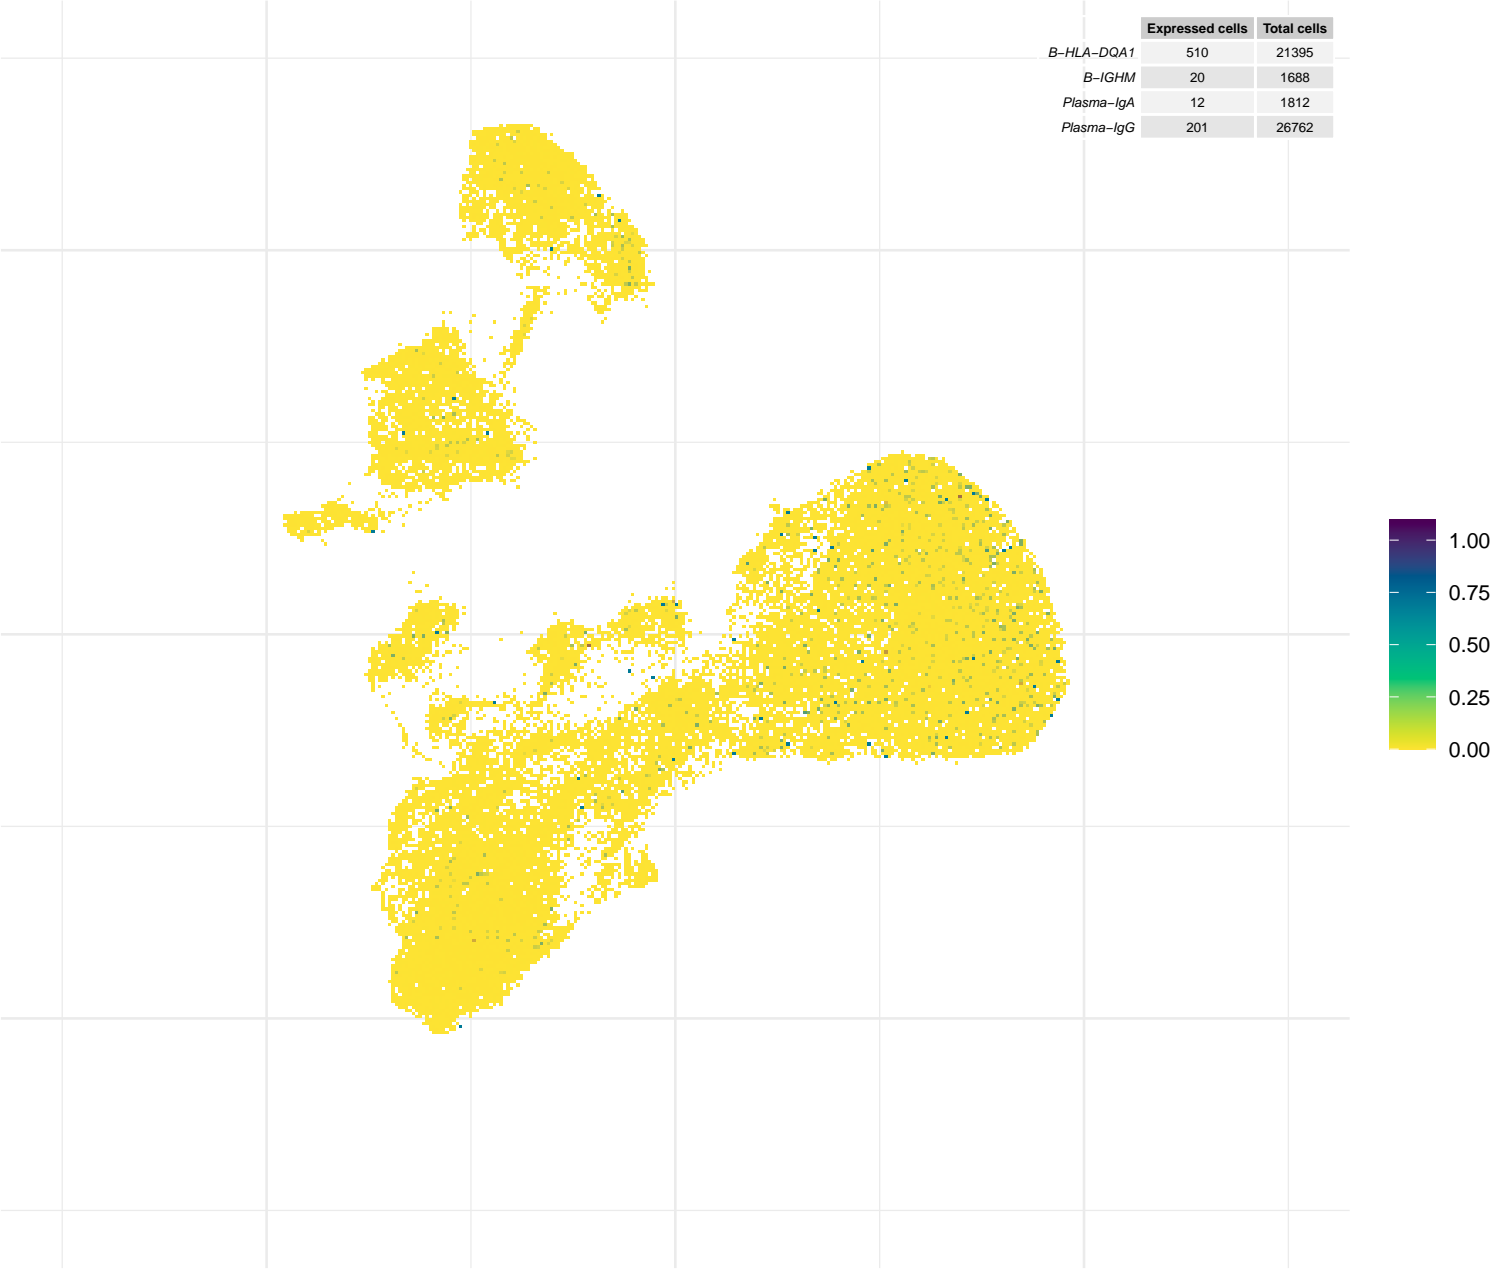 Expressed cells Total cells
B−HLA−DQA1 510 21395
B−IGHM 20 1688
Plasma−IgA 12 1812
Plasma−IgG 201 26762
1.00
0.75
0.50
0.25
0.00